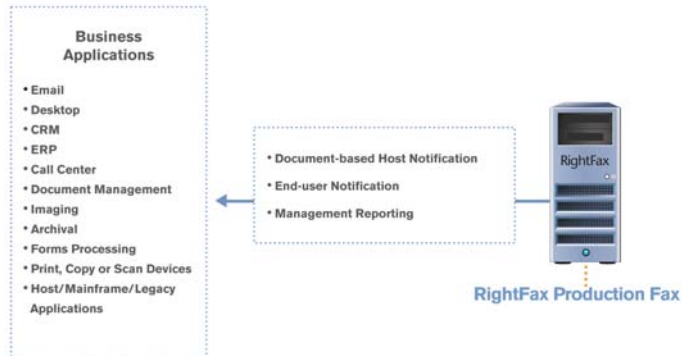 Business
Applications
• Email
• Desktop
• CRM
• ERP
• Call Center
• Document Management
• Imaging
• Archival
• Forms Processing
• Print, Copy or Scan Devices
• Host/Mainframe/Legacy
Applications
• Document-based Host Notification
• End-user Notification
• Management Reporting
RightFax
RightFax Production Fax